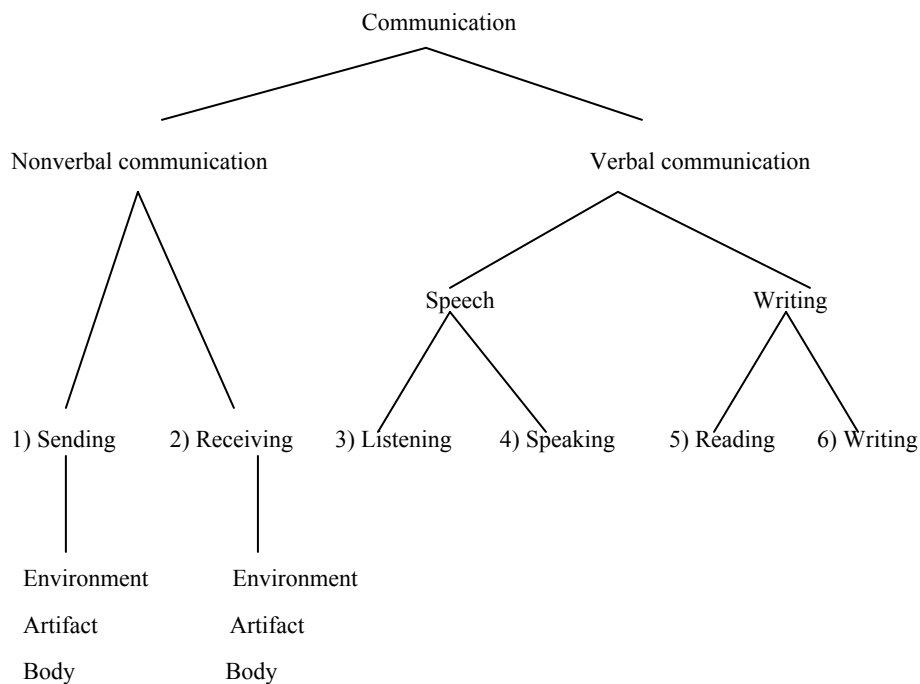 Communication
Nonverbal communication Verbal communication
Speech Writing
1) Sending 2) Receiving 3) Listening 4) Speaking 5) Reading 6) Writing
Environment Environment
Artifact Artifact
Body Body